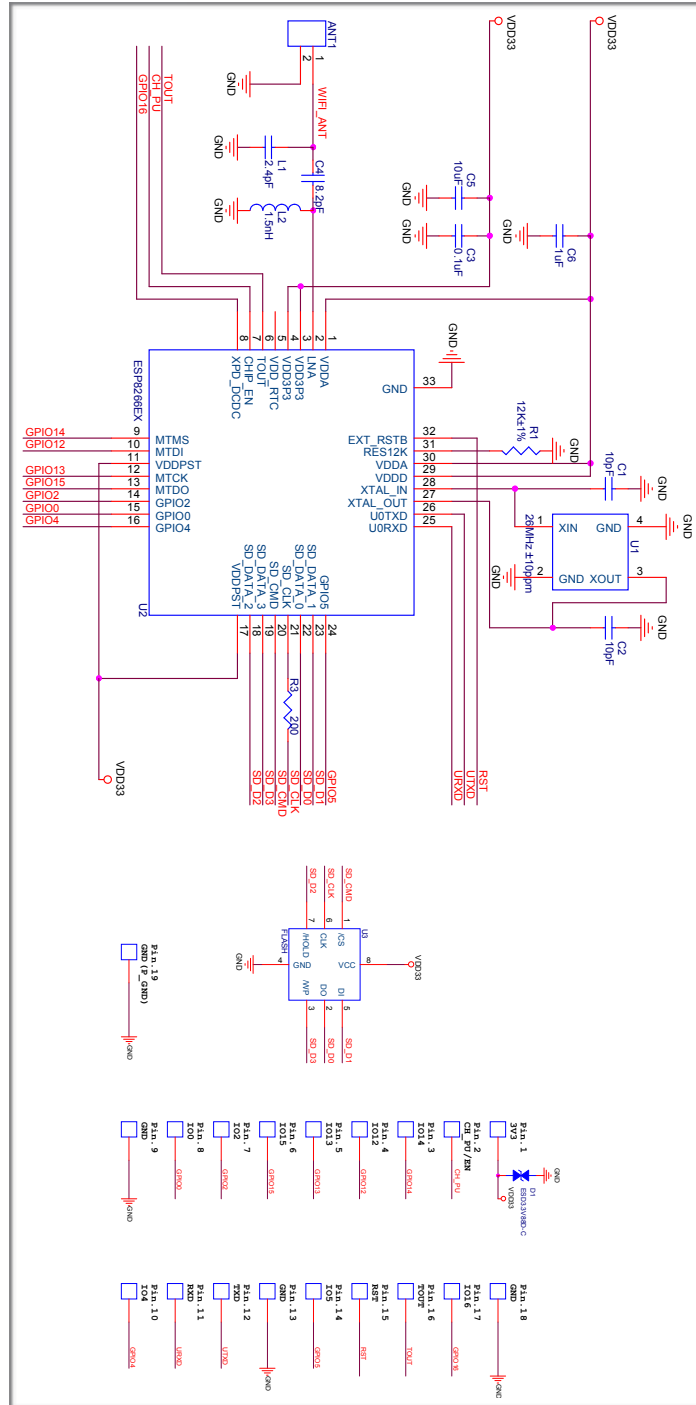 ANT1
1
2
GND
WIFI_ANT
TOUT
CH_PU
GPIO16
GND
L1
2.4pF
C4
8.2pF
GND
L2
1.5nH
VDD33
VDD33
GND
C5
10uF
GND
C3
0.1uF
GND
C6
1uF
8
7
6
5
4
3
2
1
XPD_DCDC
CHIP_EN
TOUT
VDD_RTC
VDD3P3
VDD3P3
LNA
VDDA
ESP8266EX
GND
33
GND
GPIO14
9
MTMS
GPIO12
10
MTDI
11
VDDPST
GPIO13
12
MTCK
GPIO15
13
MTDO
GPIO2
14
GPIO2
GPIO0
15
GPIO0
GPIO4
16
GPIO4
EXT_RSTB
32
RES12K
31
VDDA
30
VDDD
29
XTAL_IN
28
XTAL_OUT
27
U0TXD
26
U0RXD
25
R1
12K±1%
GND
C1
10pF
GND
1
XIN
GND
4
GND
U1
26MHz ±10ppm
GND
2
GND
XOUT
3
C2
10pF
GND
VDDPST
SD_DATA_2
SD_DATA_3
SD_CMD
SD_CLK
SD_DATA_0
SD_DATA_1
GPIO5
U2
17
18
19
20
21
22
23
24
R3
200
VDD33
SD_D2
SD_D3
SD_CMD
SD_CLK
SD_D0
SD_D1
GPIO5
URXD
UTXD
RST
SD_D2
SD_CLK
SD_CMD
7
6
1
U3
FLASH
/HOLD
CLK
/CS
GND
4
GND
VCC
8
VDD33
/WP
DO
DI
3
2
5
SD_D3
SD_D0
SD_D1
Pin.19
GND(P_GND)
GND
Pin.1
3V3
VDD33
D1
ESD33V88D-C
GND
Pin.2
CH_PU/EN
CH_PU
Pin.3
IO14
GPIO14
Pin.4
IO12
GPIO12
Pin.5
IO13
GPIO13
Pin.6
IO15
GPIO15
Pin.7
IO2
GPIO2
Pin.8
IO0
GPIO0
Pin.9
GND
GND
Pin.18
GND
GND
Pin.17
IO16
GPIO16
Pin.16
TOUT
TOUT
Pin.15
RST
RST
Pin.14
IO5
GPIO5
Pin.13
GND
GND
Pin.12
TXD
UTXD
Pin.11
RXD
URXD
Pin.10
IO4
GPIO4